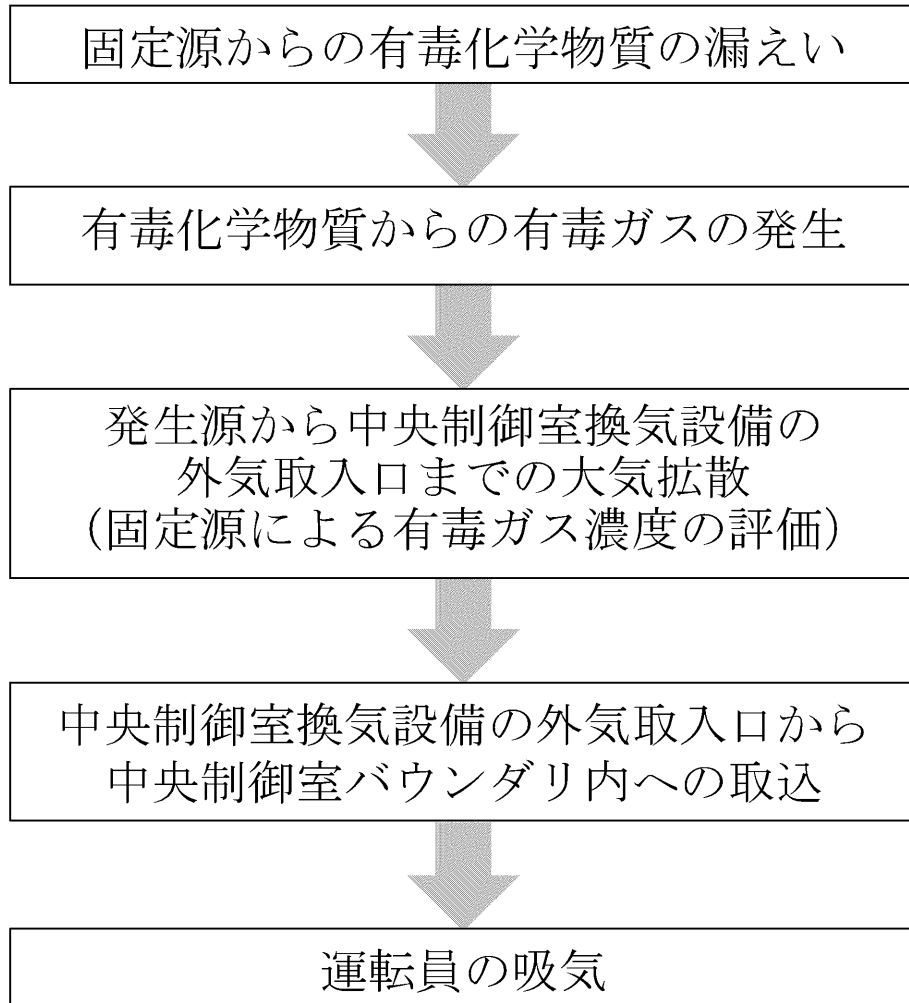 固定源からの有毒化学物質の漏えい
有毒化学物質からの有毒ガスの発生
発生源から中央制御室換気設備の
外気取入口までの大気拡散
（固定源による有毒ガス濃度の評価）
中央制御室換気設備の外気取入口から
中央制御室バウンダリ内への取込
運転員の吸気